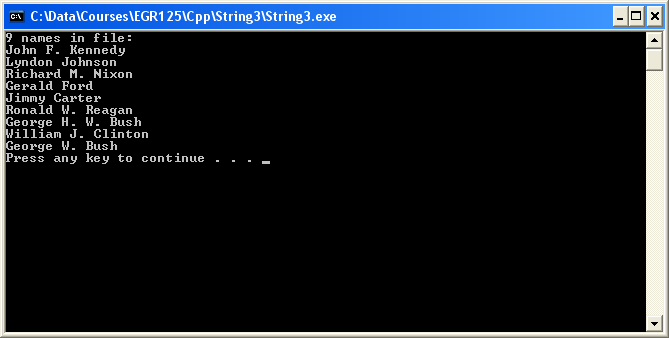 C:\Data\Courses\EGR125\Cpp\String3\String3.exe
9 names in file:
John F. Kennedy
Lyndon Johnson
Richard M. Nixon
Gerald Ford
Jimmy Carter
Ronald W. Reagan
George H. W. Bush
William J. Clinton
George W. Bush
Press any key to continue . . .